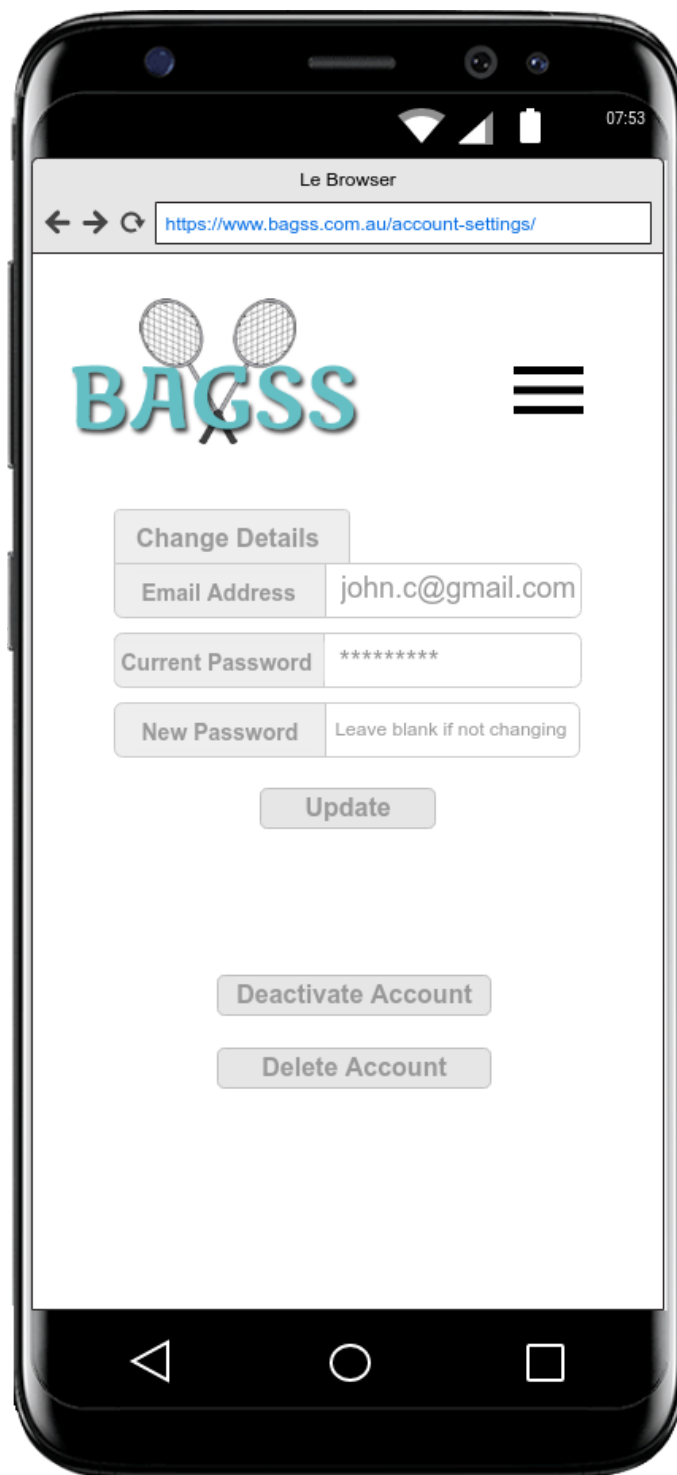 07:53
Le Browser
https://www.bagss.com.au/account-settings/
BAGSS
Change Details
Email Address john.c@gmail.com
Current Password *********
New Password Leave blank if not changing
Update
Deactivate Account
Delete Account